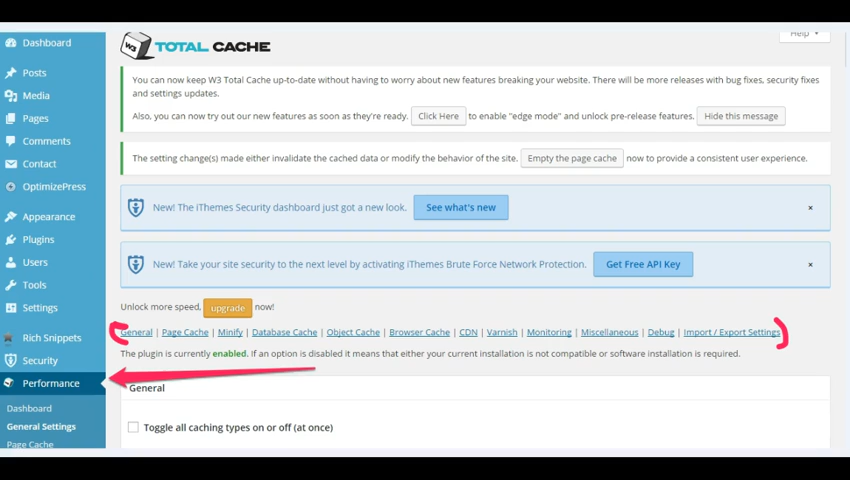 Dashboard
Posts
Media
Pages
Comments
Contact
OptimizePress
Appearance
Plugins
Users
Tools
Settings
Rich Snippets
Security
Performance
Dashboard
General Settings
Page Cache
Help
W3 TOTAL CACHE
You can now keep W3 Total Cache up-to-date without having to worry about new features breaking your website. There will be more releases with bug fixes, security fixes
and settings updates.
Also, you can now try out our new features as soon as they're ready. Click Here to enable "edge mode" and unlock pre-release features. Hide this message
The setting change(s) made either invalidate the cached data or modify the behavior of the site. Empty the page cache now to provide a consistent user experience.
New! The iThemes Security dashboard just got a new look. See what's new ×
New! Take your site security to the next level by activating iThemes Brute Force Network Protection. Get Free API Key ×
Unlock more speed, upgrade now!
General | Page Cache | Minify | Database Cache | Object Cache | Browser Cache | CDN | Varnish | Monitoring | Miscellaneous | Debug | Import / Export Settings
The plugin is currently enabled. If an option is disabled it means that either your current installation is not compatible or software installation is required.
General
Toggle all caching types on or off (at once)